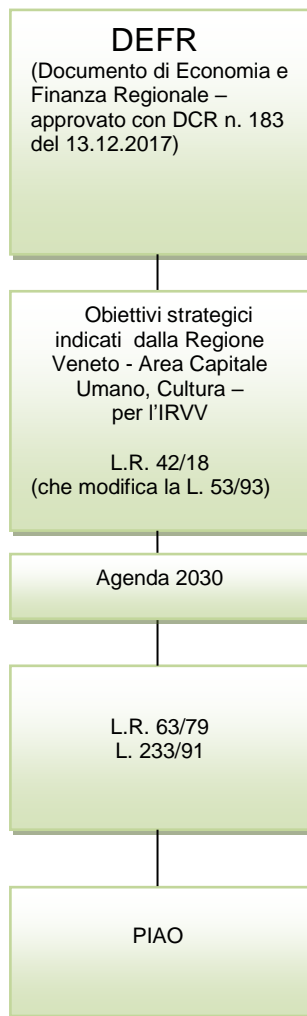 DEFR
(Documento di Economia e
Finanza Regionale –
approvato con DCR n. 183
del 13.12.2017)
Obiettivi strategici
indicati dalla Regione
Veneto - Area Capitale
Umano, Cultura –
per l'IRVV
L.R. 42/18
(che modifica la L. 53/93)
Agenda 2030
L.R. 63/79
L. 233/91
PIAO